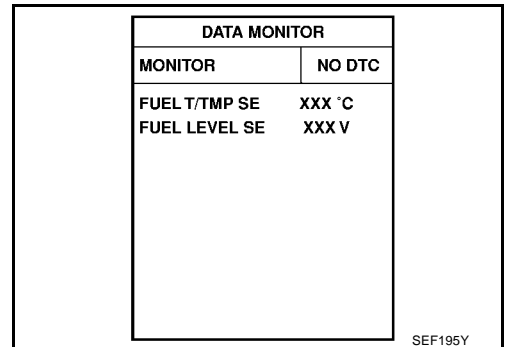 DATA MONITOR
MONITOR NO DTC
FUEL T/TMP SE XXX °C
FUEL LEVEL SE XXX V
SEF195Y